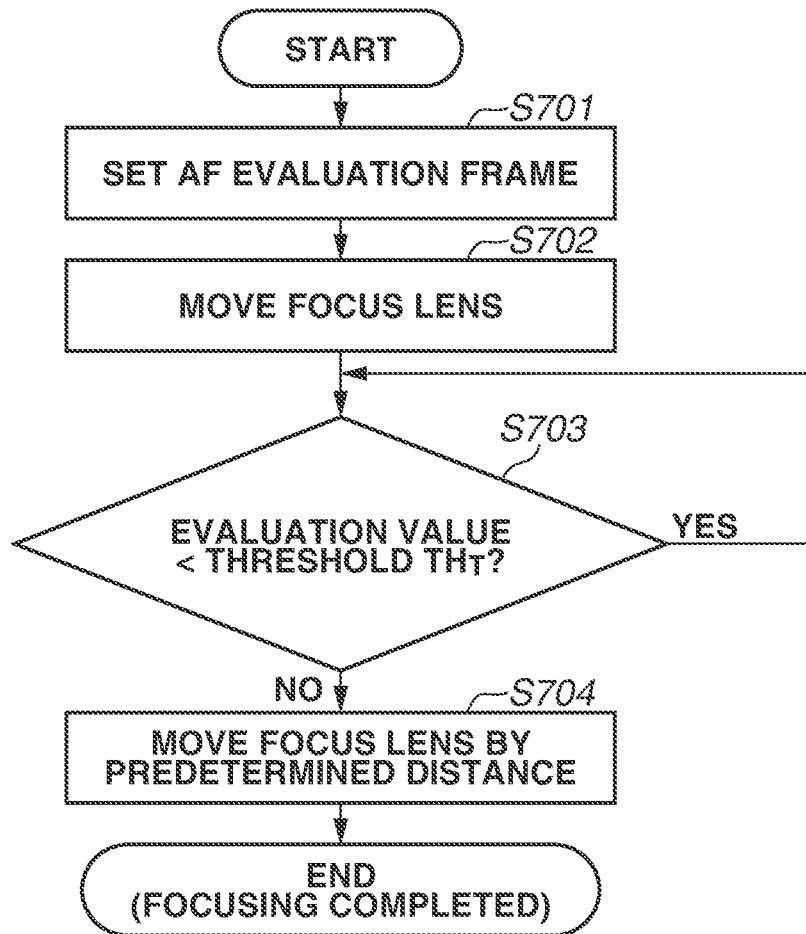 START
S701
SET AF EVALUATION FRAME
S702
MOVE FOCUS LENS
S703
EVALUATION VALUE
< THRESHOLD THT?
YES
NO
S704
MOVE FOCUS LENS BY
PREDETERMINED DISTANCE
END
(FOCUSING COMPLETED)